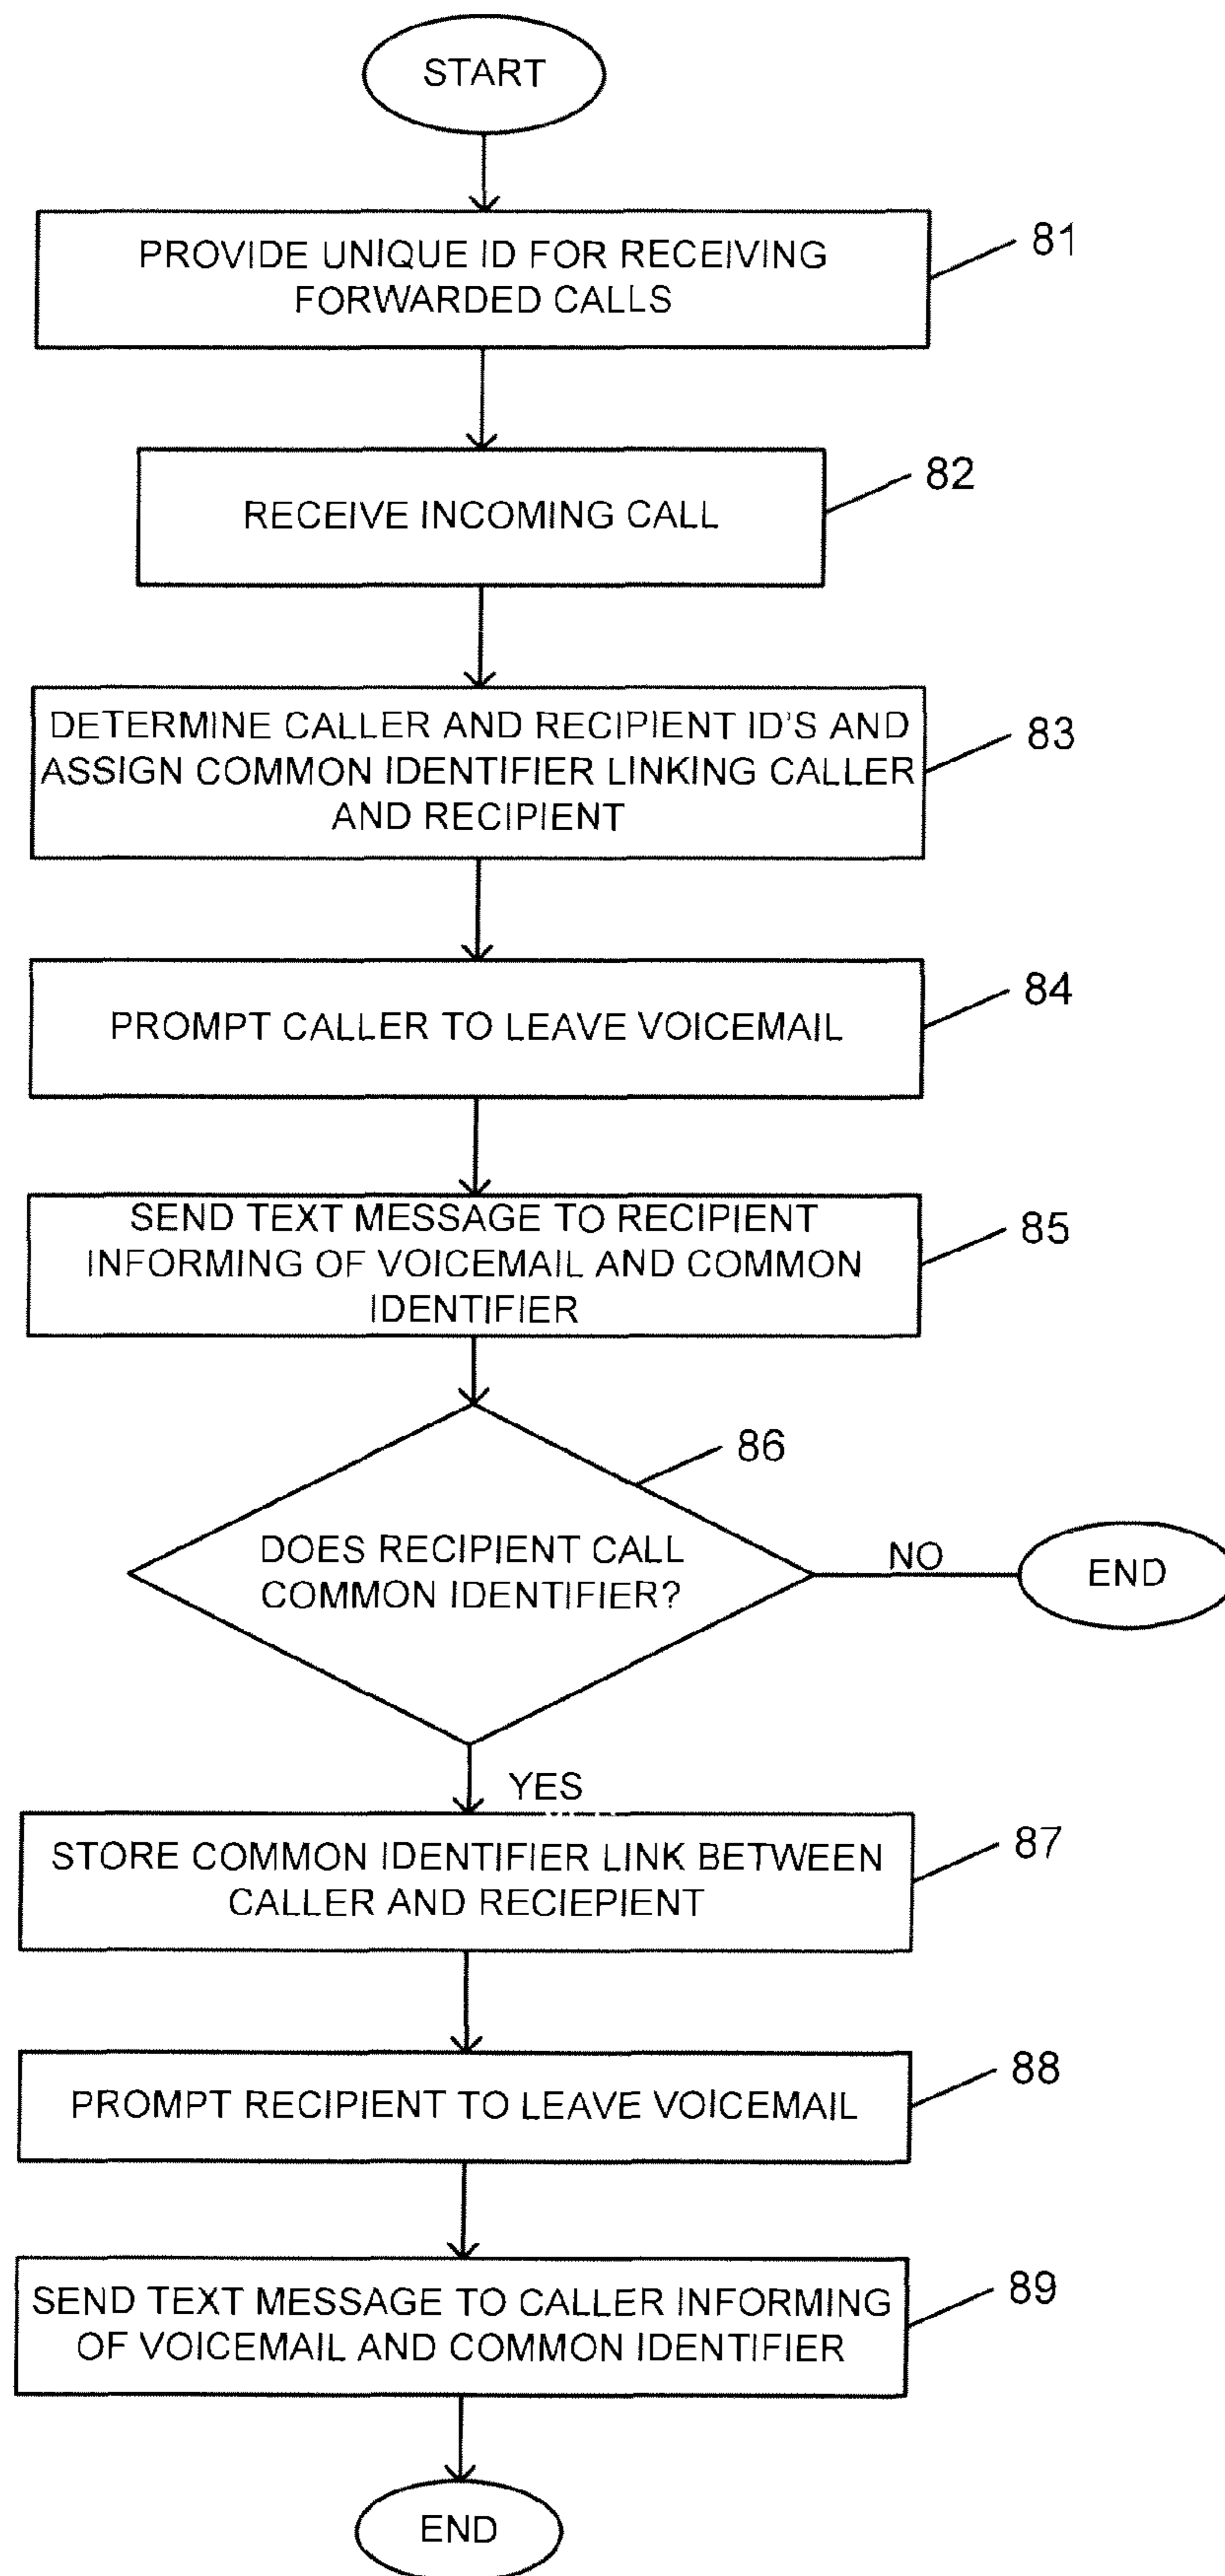 START
PROVIDE UNIQUE ID FOR RECEIVING
FORWARDED CALLS
81
RECEIVE INCOMING CALL
82
DETERMINE CALLER AND RECIPIENT ID'S AND
ASSIGN COMMON IDENTIFIER LINKING CALLER
AND RECIPIENT
83
PROMPT CALLER TO LEAVE VOICEMAIL
84
SEND TEXT MESSAGE TO RECIPIENT
INFORMING OF VOICEMAIL AND COMMON
IDENTIFIER
85
86
DOES RECIPIENT CALL
COMMON IDENTIFIER?
NO
END
YES
STORE COMMON IDENTIFIER LINK BETWEEN
CALLER AND RECIEPIENT
87
PROMPT RECIPIENT TO LEAVE VOICEMAIL
88
SEND TEXT MESSAGE TO CALLER INFORMING
OF VOICEMAIL AND COMMON IDENTIFIER
89
END